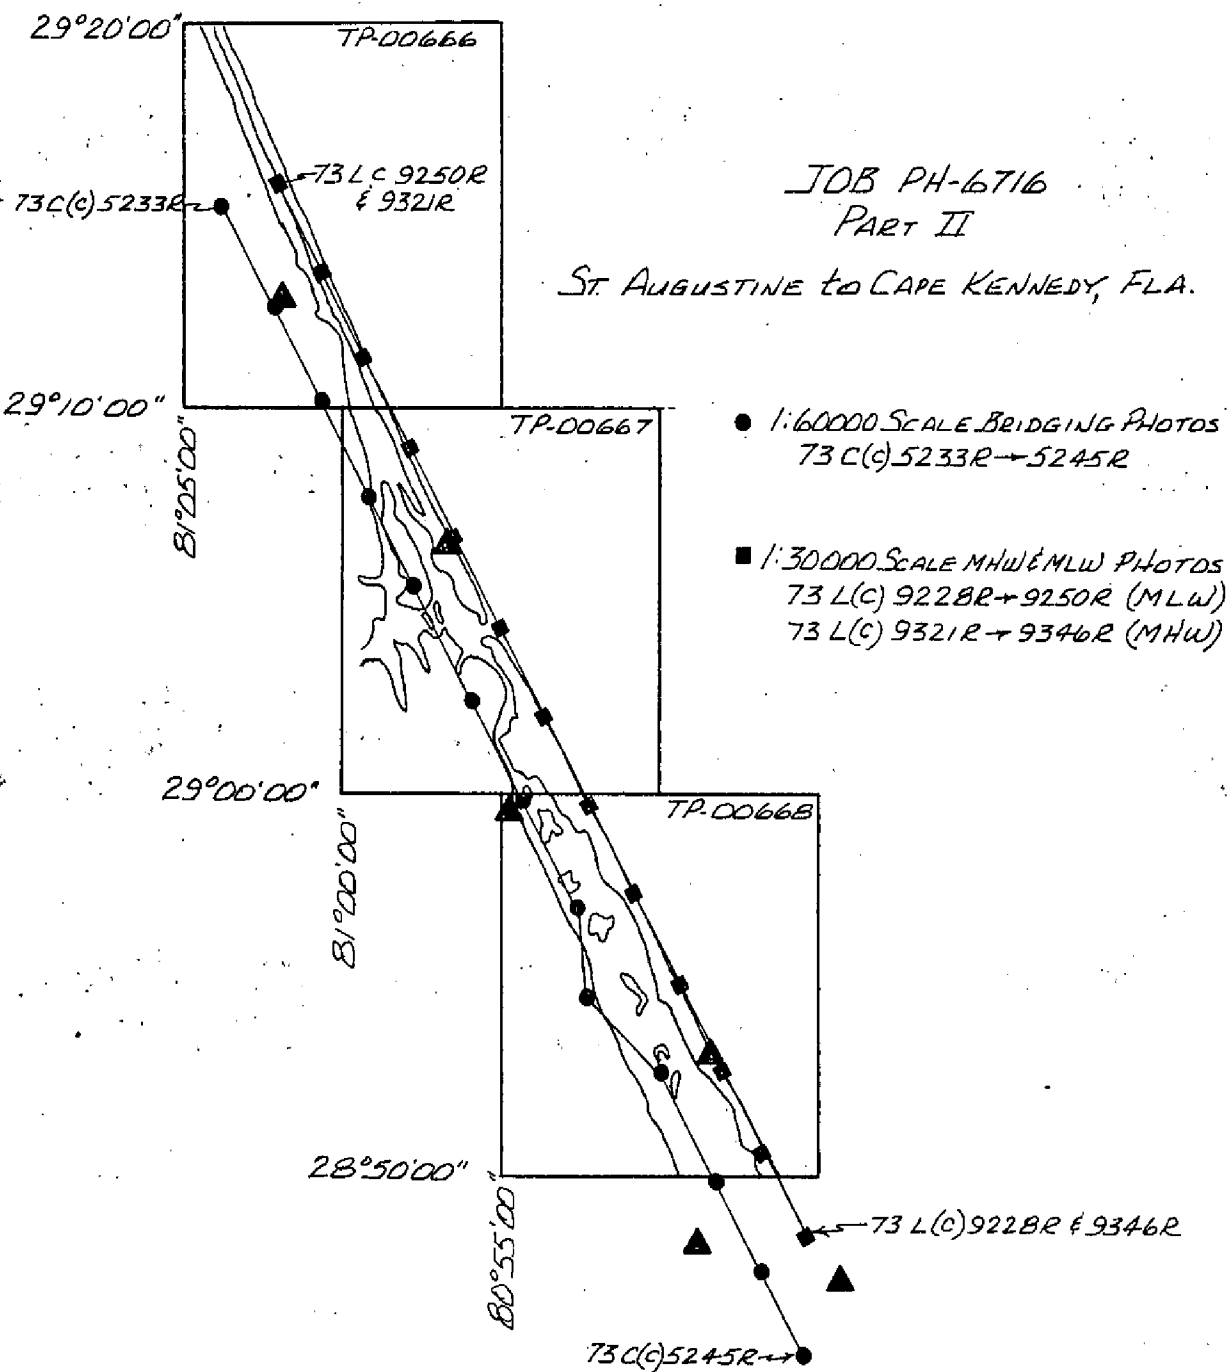 29°20'00"
TP-00666
73 L C 9250R
& 9321R
73C(c) 5233R
JOB PH-6716
PART II
ST. AUGUSTINE to CAPE KENNEDY, FLA.
29°10'00"
81°05'00"
TP-00667
1:60000 SCALE BRIDGING PHOTOS
73 C(c) 5233R → 5245R
1:30000 SCALE MHW & MLW PHOTOS
73 L(c) 9228R → 9250R (MLW)
73 L(c) 9321R → 9346R (MHW)
29°00'00"
81°00'00"
TP-00668
28°50'00"
80°55'00"
73 L(c) 9228R & 9346R
73C(c) 5245R